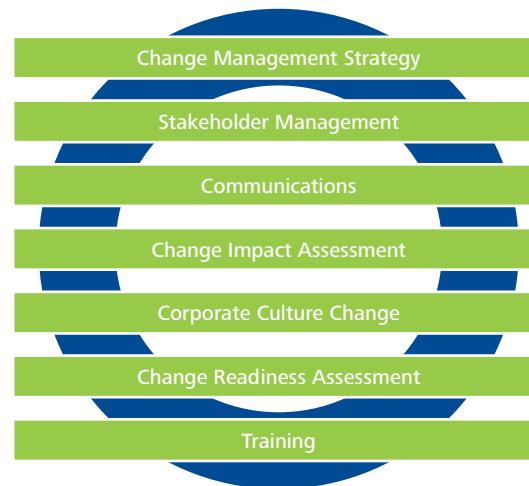 Change Management Strategy
Stakeholder Management
Communications
Change Impact Assessment
Corporate Culture Change
Change Readiness Assessment
Training